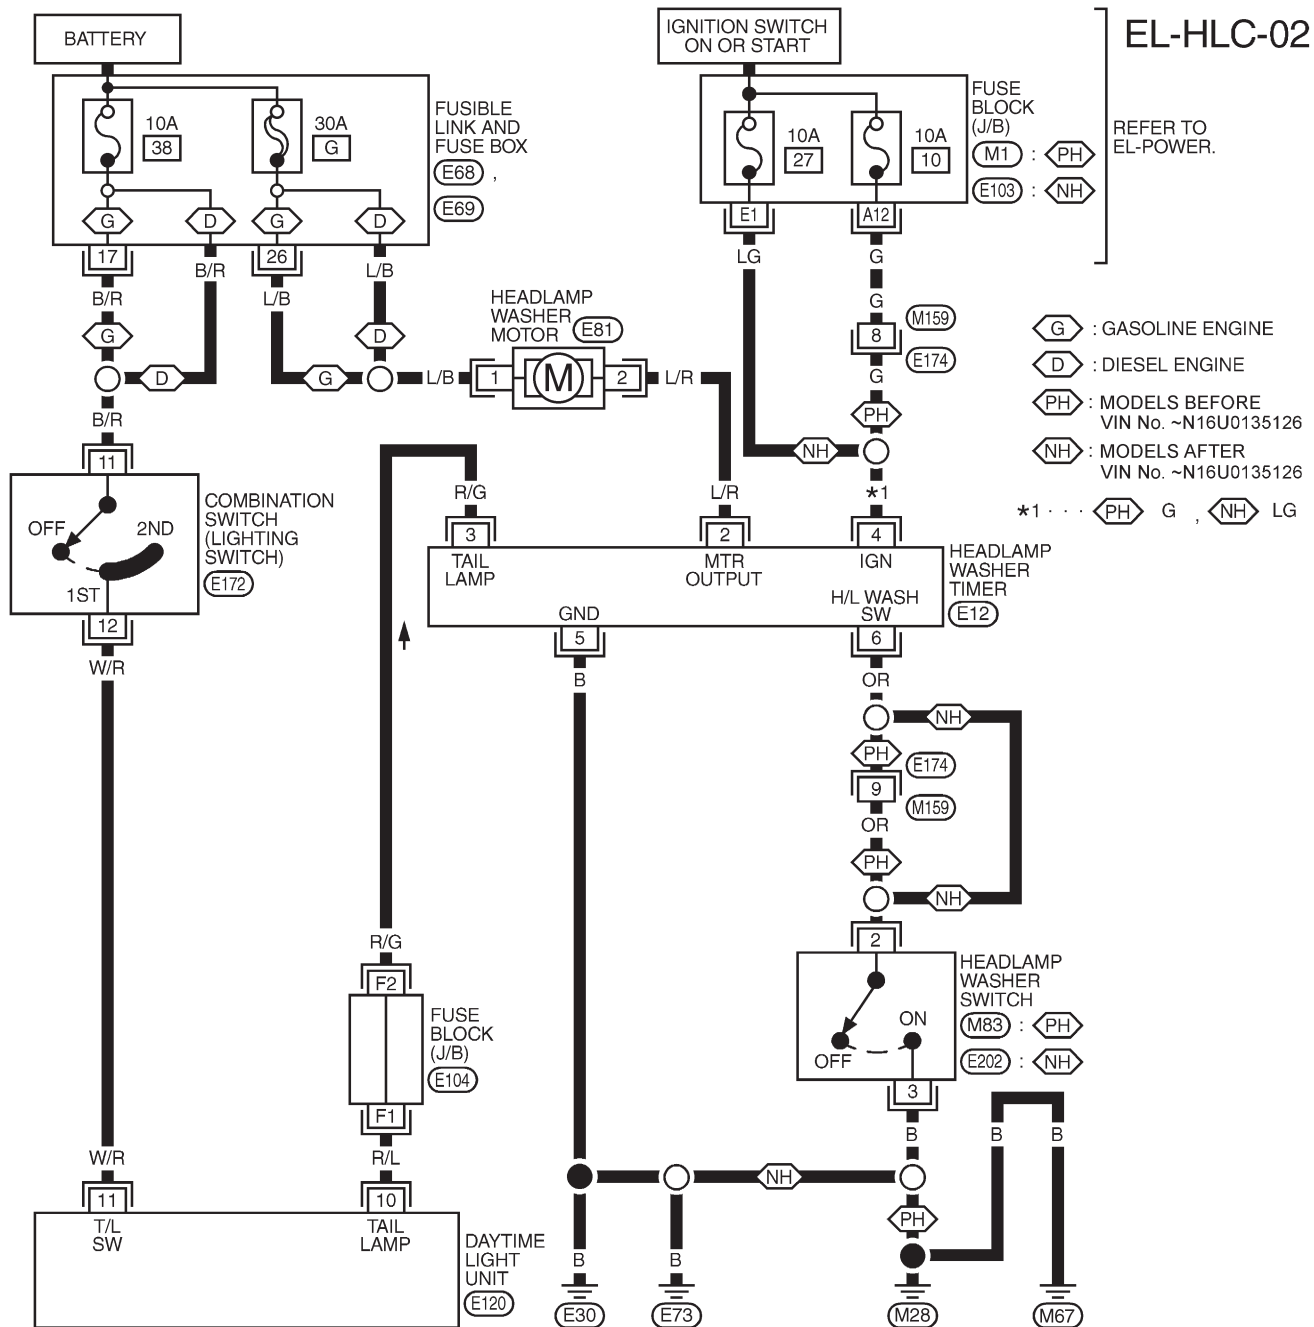 BATTERY
IGNITION SWITCH
ON OR START
EL-HLC-02
10A
38
30A
G
FUSIBLE
LINK AND
FUSE BOX
E68 ,
E69
10A
27
10A
10
FUSE
BLOCK
(J/B)
M1 : PH
E103 : NH
REFER TO
EL-POWER.
G
D
G
D
17
B/R
26
L/B
E1
A12
LG
G
B/R
L/B
G
D
G
8
M159
E174
G
HEADLAMP
WASHER
MOTOR
E81
D
G
L/B
1
M
2
L/R
PH
NH
G : GASOLINE ENGINE
D : DIESEL ENGINE
PH : MODELS BEFORE
VIN No. ~N16U0135126
NH : MODELS AFTER
VIN No. ~N16U0135126
*1 · · · PH G , NH LG
B/R
11
OFF
2ND
1ST
12
COMBINATION
SWITCH
(LIGHTING
SWITCH)
E172
W/R
R/G
L/R
*1
3
2
4
TAIL
LAMP
MTR
OUTPUT
IGN
GND
H/L WASH
SW
5
6
HEADLAMP
WASHER
TIMER
E12
B
OR
NH
PH
E174
9
M159
OR
PH
NH
R/G
F2
FUSE
BLOCK
(J/B)
E104
F1
R/L
2
OFF
ON
3
HEADLAMP
WASHER
SWITCH
M83 : PH
E202 : NH
B
B
B
W/R
11
10
T/L
SW
TAIL
LAMP
DAYTIME
LIGHT
UNIT
E120
NH
PH
B
B
E30
E73
M28
M67